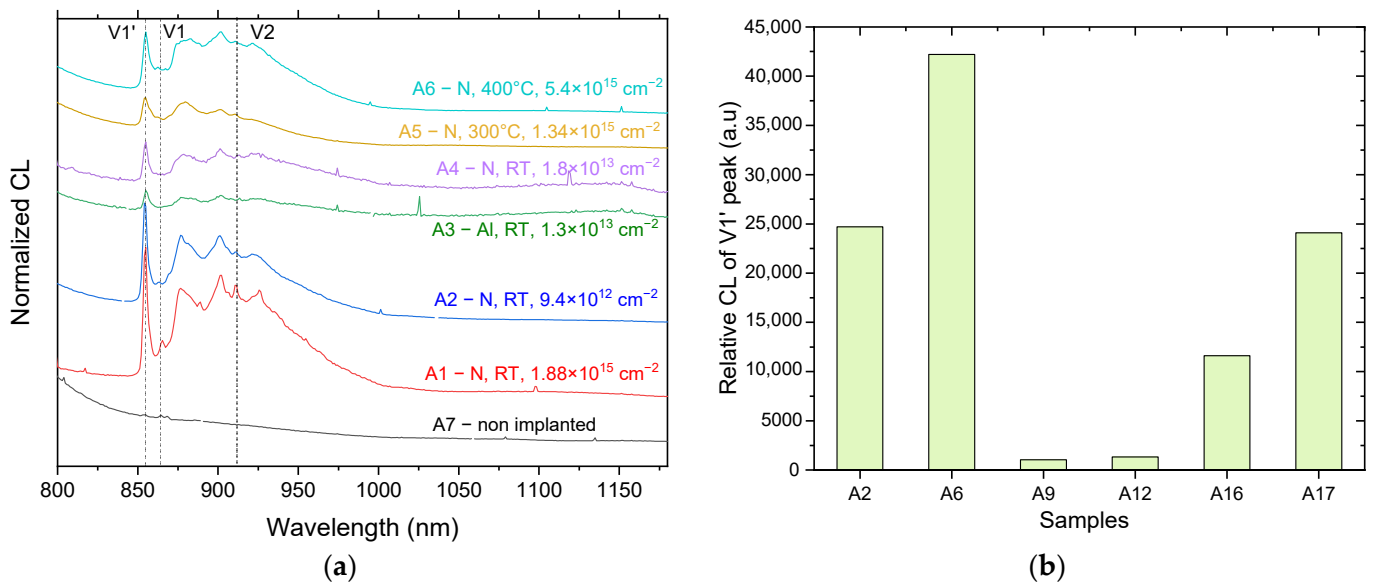 V1' V1 V2
A6 − N, 400°C, 5.4×10¹⁵ cm⁻²
A5 − N, 300°C, 1.34×10¹⁵ cm⁻²
A4 − N, RT, 1.8×10¹³ cm⁻²
A3 − Al, RT, 1.3×10¹³ cm⁻²
A2 − N, RT, 9.4×10¹² cm⁻²
A1 − N, RT, 1.88×10¹⁵ cm⁻²
A7 − non implanted
Normalized CL
800 850 900 950 1000 1050 1100 1150
Wavelength (nm)
(a)
Relative CL of V1' peak (a.u)
45,000
40,000
35,000
30,000
25,000
20,000
15,000
10,000
5000
0
A2 A6 A9 A12 A16 A17
Samples
(b)